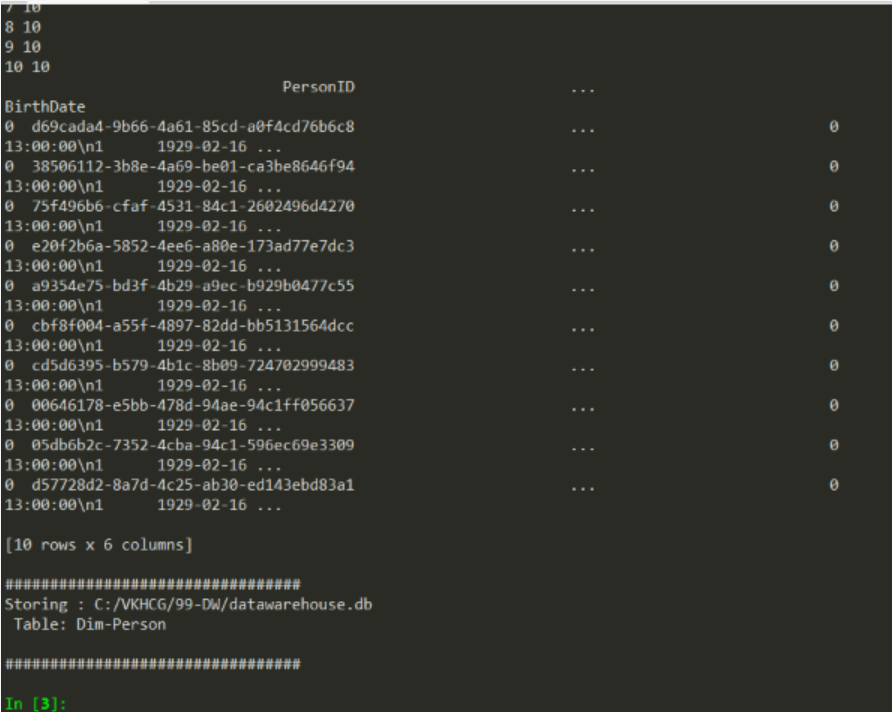 7 10
8 10
9 10
10 10
PersonID ...
BirthDate
0 d69cada4-9b66-4a61-85cd-a0f4cd76b6c8 ... 0
13:00:00\n1 1929-02-16 ...
0 38506112-3b8e-4a69-be01-ca3be8646f94 ... 0
13:00:00\n1 1929-02-16 ...
0 75f496b6-cfaf-4531-84c1-2602496d4270 ... 0
13:00:00\n1 1929-02-16 ...
0 e20f2b6a-5852-4ee6-a80e-173ad77e7dc3 ... 0
13:00:00\n1 1929-02-16 ...
0 a9354e75-bd3f-4b29-a9ec-b929b0477c55 ... 0
13:00:00\n1 1929-02-16 ...
0 cbf8f004-a55f-4897-82dd-bb5131564dcc ... 0
13:00:00\n1 1929-02-16 ...
0 cd5d6395-b579-4b1c-8b09-724702999483 ... 0
13:00:00\n1 1929-02-16 ...
0 00646178-e5bb-478d-94ae-94c1ff056637 ... 0
13:00:00\n1 1929-02-16 ...
0 05db6b2c-7352-4cba-94c1-596ec69e3309 ... 0
13:00:00\n1 1929-02-16 ...
0 d57728d2-8a7d-4c25-ab30-ed143ebd83a1 ... 0
13:00:00\n1 1929-02-16 ...
[10 rows x 6 columns]
#################################
Storing : C:/VKHCG/99-DW/datawarehouse.db
Table: Dim-Person
#################################
In [3]: